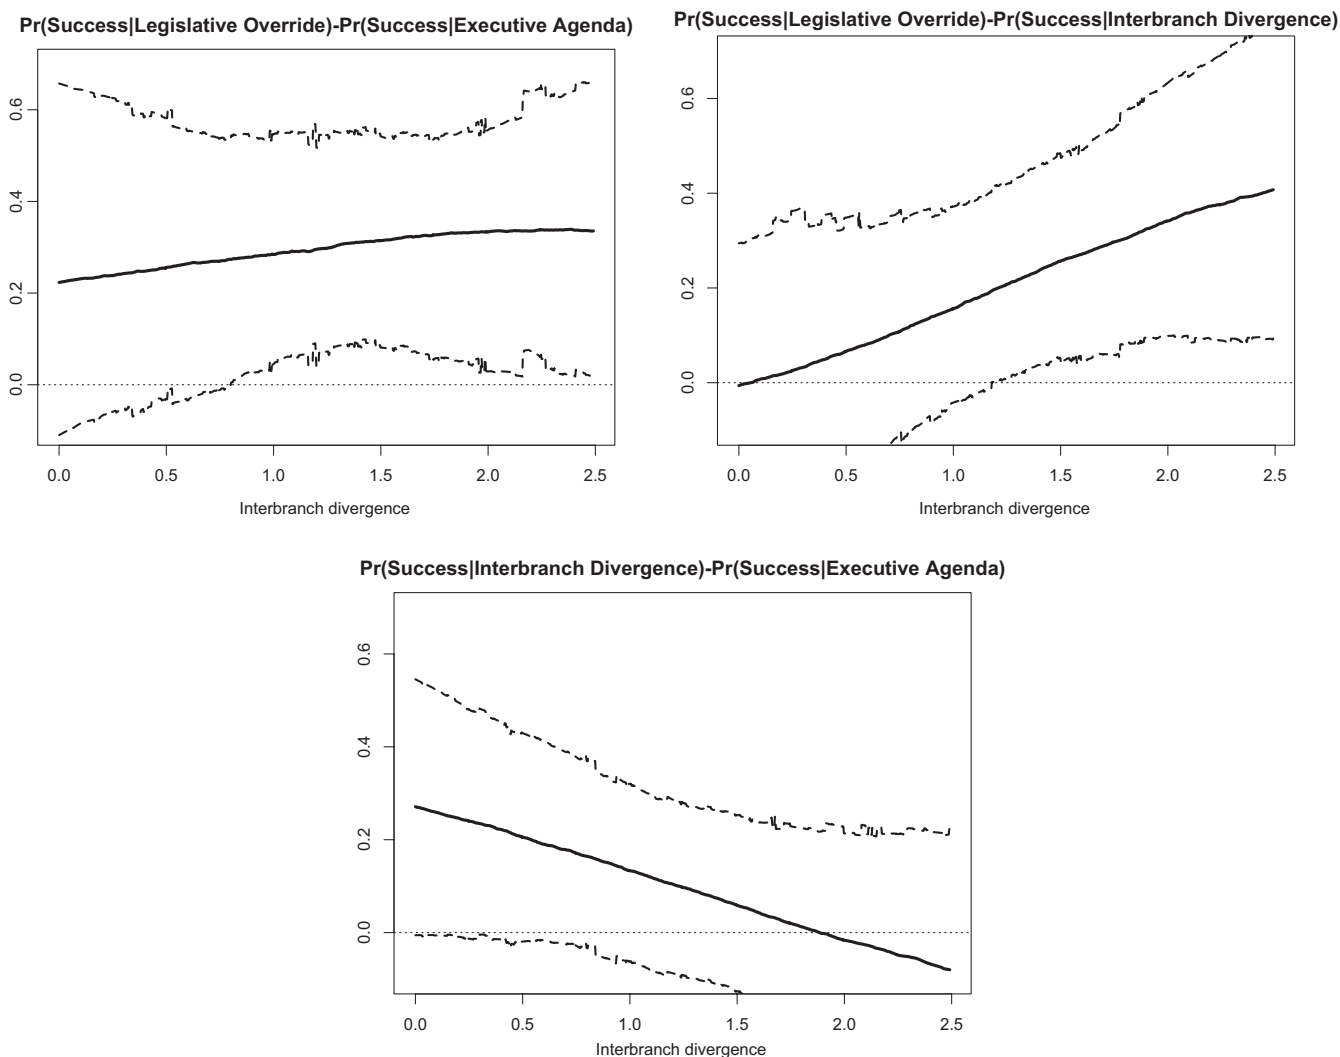 Pr(Success|Legislative Override)-Pr(Success|Executive Agenda)
0.6
0.4
0.2
0.0
0.0 0.5 1.0 1.5 2.0 2.5
Interbranch divergence
Pr(Success|Legislative Override)-Pr(Success|Interbranch Divergence)
0.6
0.4
0.2
0.0
0.0 0.5 1.0 1.5 2.0 2.5
Interbranch divergence
Pr(Success|Interbranch Divergence)-Pr(Success|Executive Agenda)
0.6
0.4
0.2
0.0
0.0 0.5 1.0 1.5 2.0 2.5
Interbranch divergence